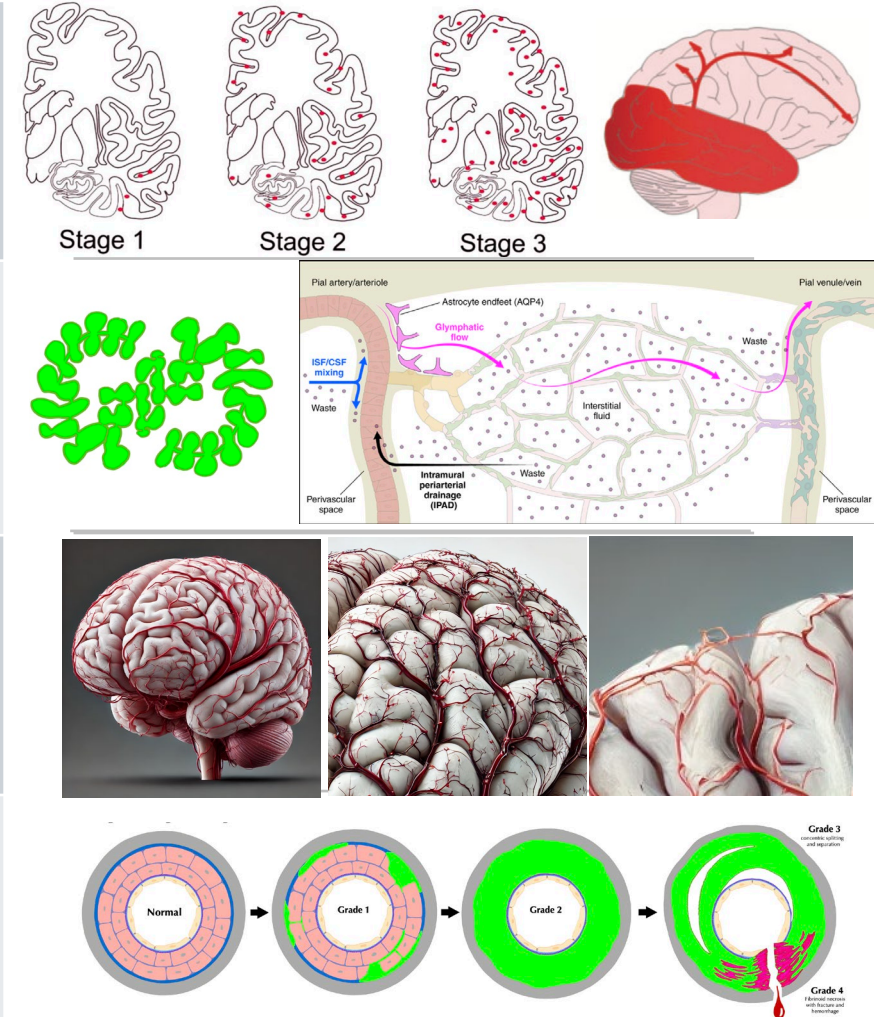 Stage 1
Stage 2
Stage 3
Pial artery/arteriole
Pial venule/vein
Astrocyte endfeet (AQP4)
Glymphatic
flow
Waste
ISF/CSF
mixing
Waste
Interstitial
fluid
Waste
Intramural
periarterial
drainage
(IPAD)
Perivascular
space
Perivascular
space
Normal
Grade 1
Grade 2
Grade 3
concentric splitting
and separation
Grade 4
Fibrinoid necrosis
with fracture and
hemorrhage